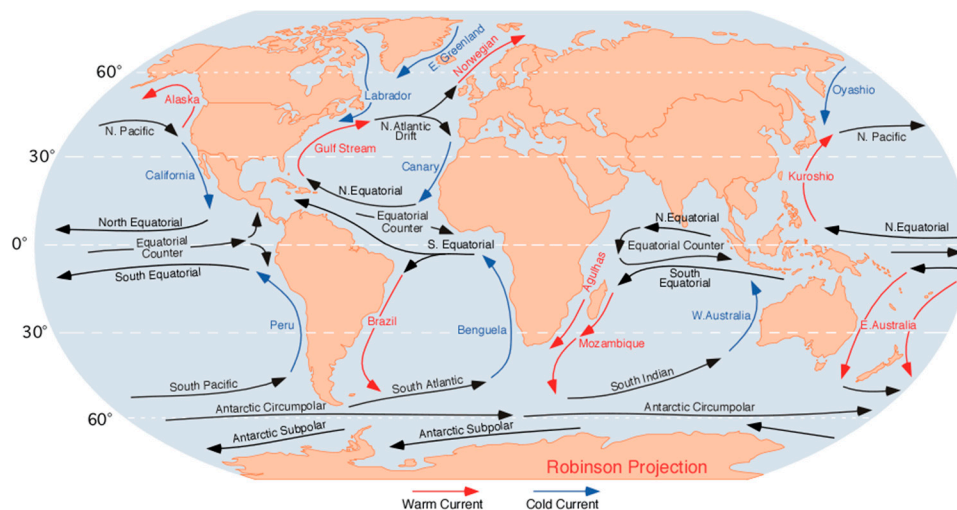 E. Greenland
Norwegian
60°
Alaska
Labrador
Oyashio
N. Pacific
N. Atlantic
Drift
N. Pacific
Gulf Stream
30°
California
Canary
Kuroshio
N.Equatorial
North Equatorial
Equatorial
Counter
N.Equatorial
N.Equatorial
0°
Equatorial
Counter
S. Equatorial
Equatorial Counter
South Equatorial
South
Equatorial
Agulhas
Peru
Brazil
Benguela
W.Australia
E.Australia
30°
Mozambique
South Pacific
South Atlantic
South Indian
Antarctic Circumpolar
Antarctic Circumpolar
60°
Antarctic Subpolar
Antarctic Subpolar
Robinson Projection
Warm Current
Cold Current